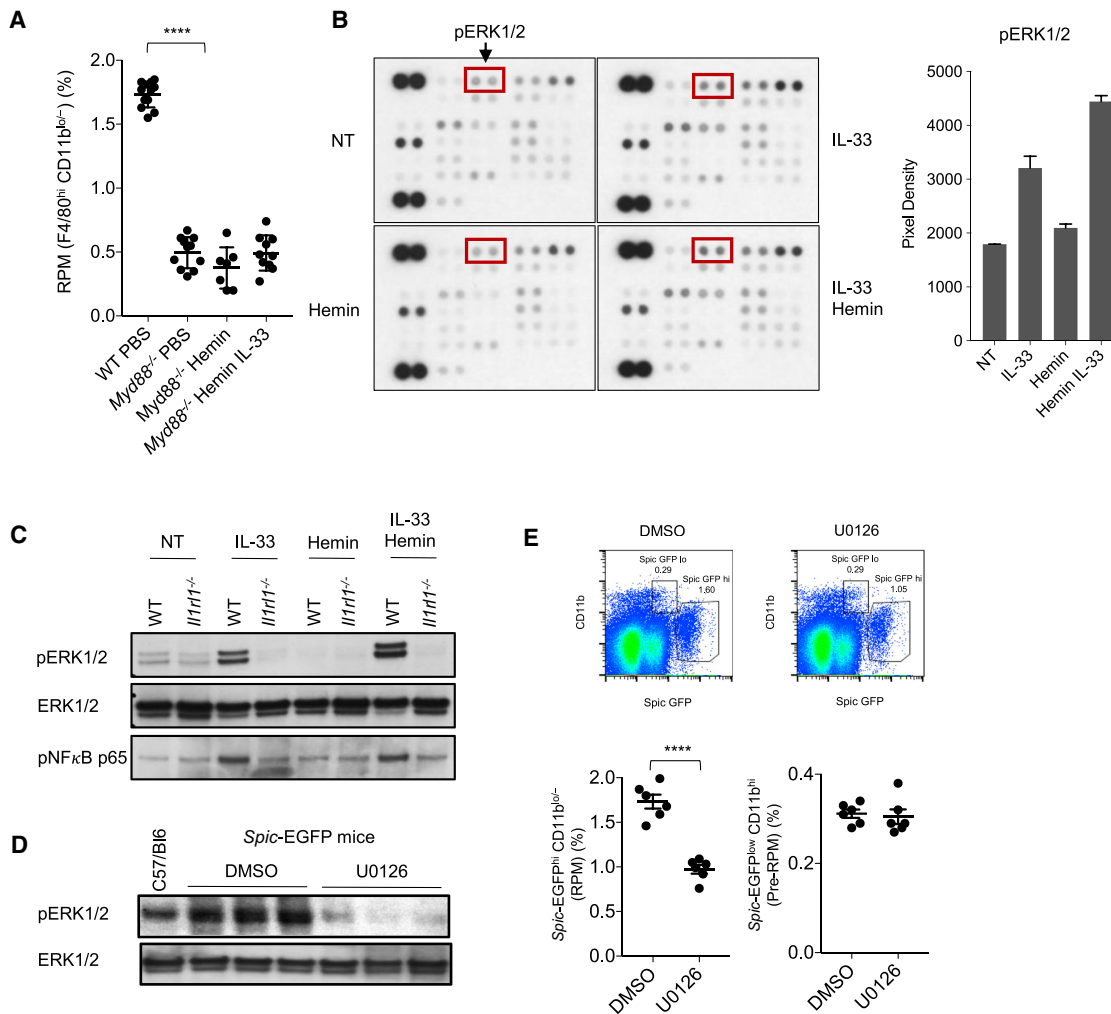 A
****
RPM (F4/80hi CD11blo/–) (%)
2.0
1.5
1.0
0.5
0.0
WT PBS
Myd88-/- PBS
Myd88-/- Hemin
Myd88-/- Hemin IL-33
B
pERK1/2
NT
IL-33
Hemin
IL-33
Hemin
pERK1/2
Pixel Density
5000
4000
3000
2000
1000
0
NT
IL-33
Hemin
Hemin IL-33
C
NT
IL-33
Hemin
IL-33
Hemin
WT
Il1rl1-/-
WT
Il1rl1-/-
WT
Il1rl1-/-
WT
Il1rl1-/-
pERK1/2
ERK1/2
pNFκB p65
D
C57/Bl6
Spic-EGFP mice
DMSO
U0126
pERK1/2
ERK1/2
E
DMSO
U0126
Spic GFP lo
0.29
Spic GFP hi
1.60
CD11b
Spic GFP
Spic GFP lo
0.29
Spic GFP hi
1.05
CD11b
Spic GFP
****
Spic-EGFPhi CD11blo/–
(RPM) (%)
2.0
1.5
1.0
0.5
0.0
DMSO
U0126
Spic-EGFPlow CD11bhi
(Pre-RPM) (%)
0.4
0.2
0.0
DMSO
U0126